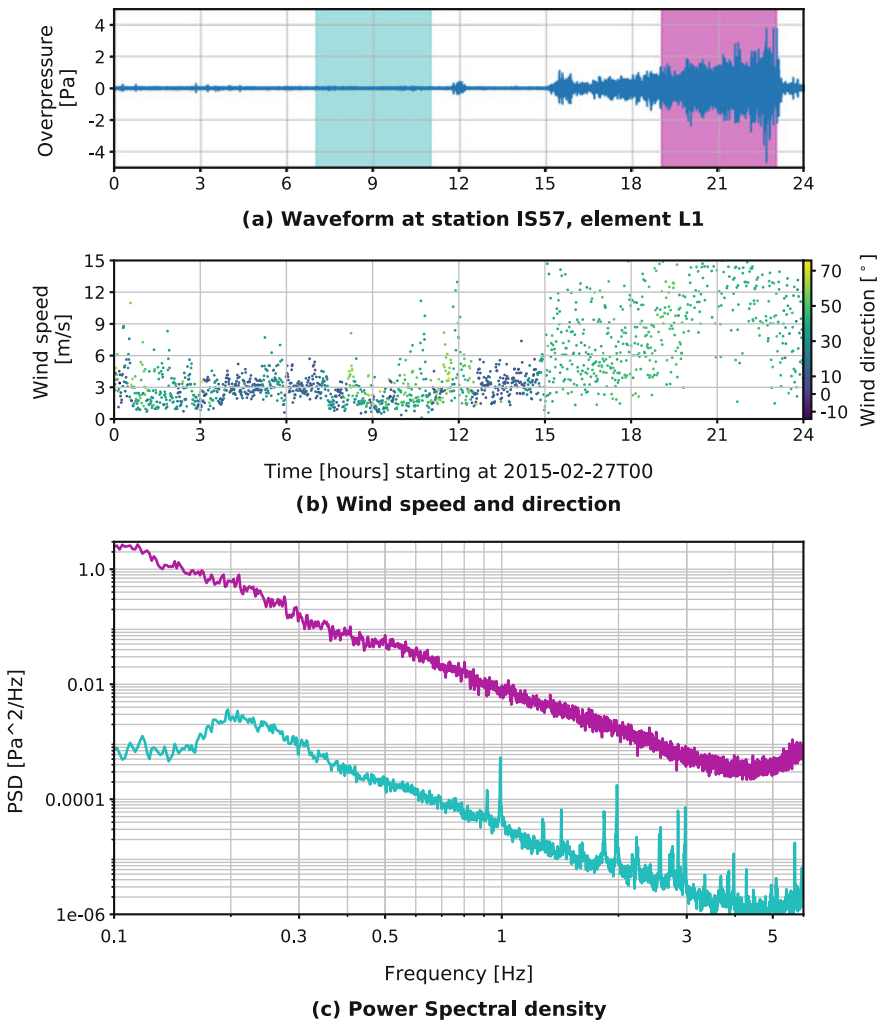 4
2
0
-2
-4
Overpressure
[Pa]
0 3 6 9 12 15 18 21 24
(a) Waveform at station IS57, element L1
15
12
9
6
3
0
Wind speed
m/s
0 3 6 9 12 15 18 21 24
70
50
30
10
0
-10
Wind direction [ ° ]
Time [hours] starting at 2015-02-27T00
(b) Wind speed and direction
1.0
0.01
0.0001
1e-06
PSD [Pa^2/Hz]
0.1 0.3 0.5 1 3 5
Frequency [Hz]
(c) Power Spectral density